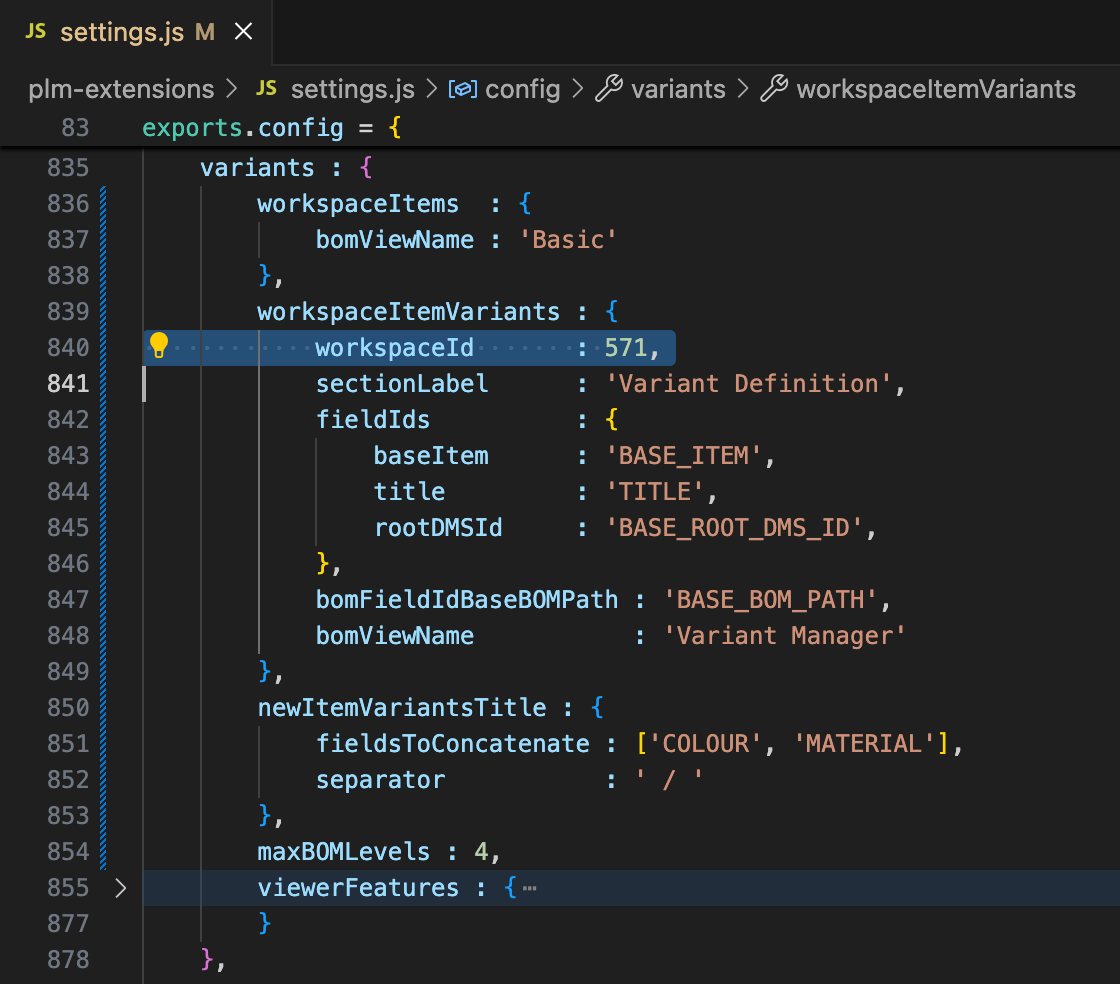 JS settings.js M ×
plm-extensions > JS settings.js > config > variants > workspaceItemVariants
83 exports.config = {
835 variants : {
836 workspaceItems : {
837 bomViewName : 'Basic'
838 },
839 workspaceItemVariants : {
840 workspaceId : 571,
841 sectionLabel : 'Variant Definition',
842 fieldIds : {
843 baseItem : 'BASE_ITEM',
844 title : 'TITLE',
845 rootDMSId : 'BASE_ROOT_DMS_ID',
846 },
847 bomFieldIdBaseBOMPath : 'BASE_BOM_PATH',
848 bomViewName : 'Variant Manager'
849 },
850 newItemVariantsTitle : {
851 fieldsToConcatenate : ['COLOUR', 'MATERIAL'],
852 separator : ' / '
853 },
854 maxBOMLevels : 4,
855 > viewerFeatures : { ⋯
877 }
878 },